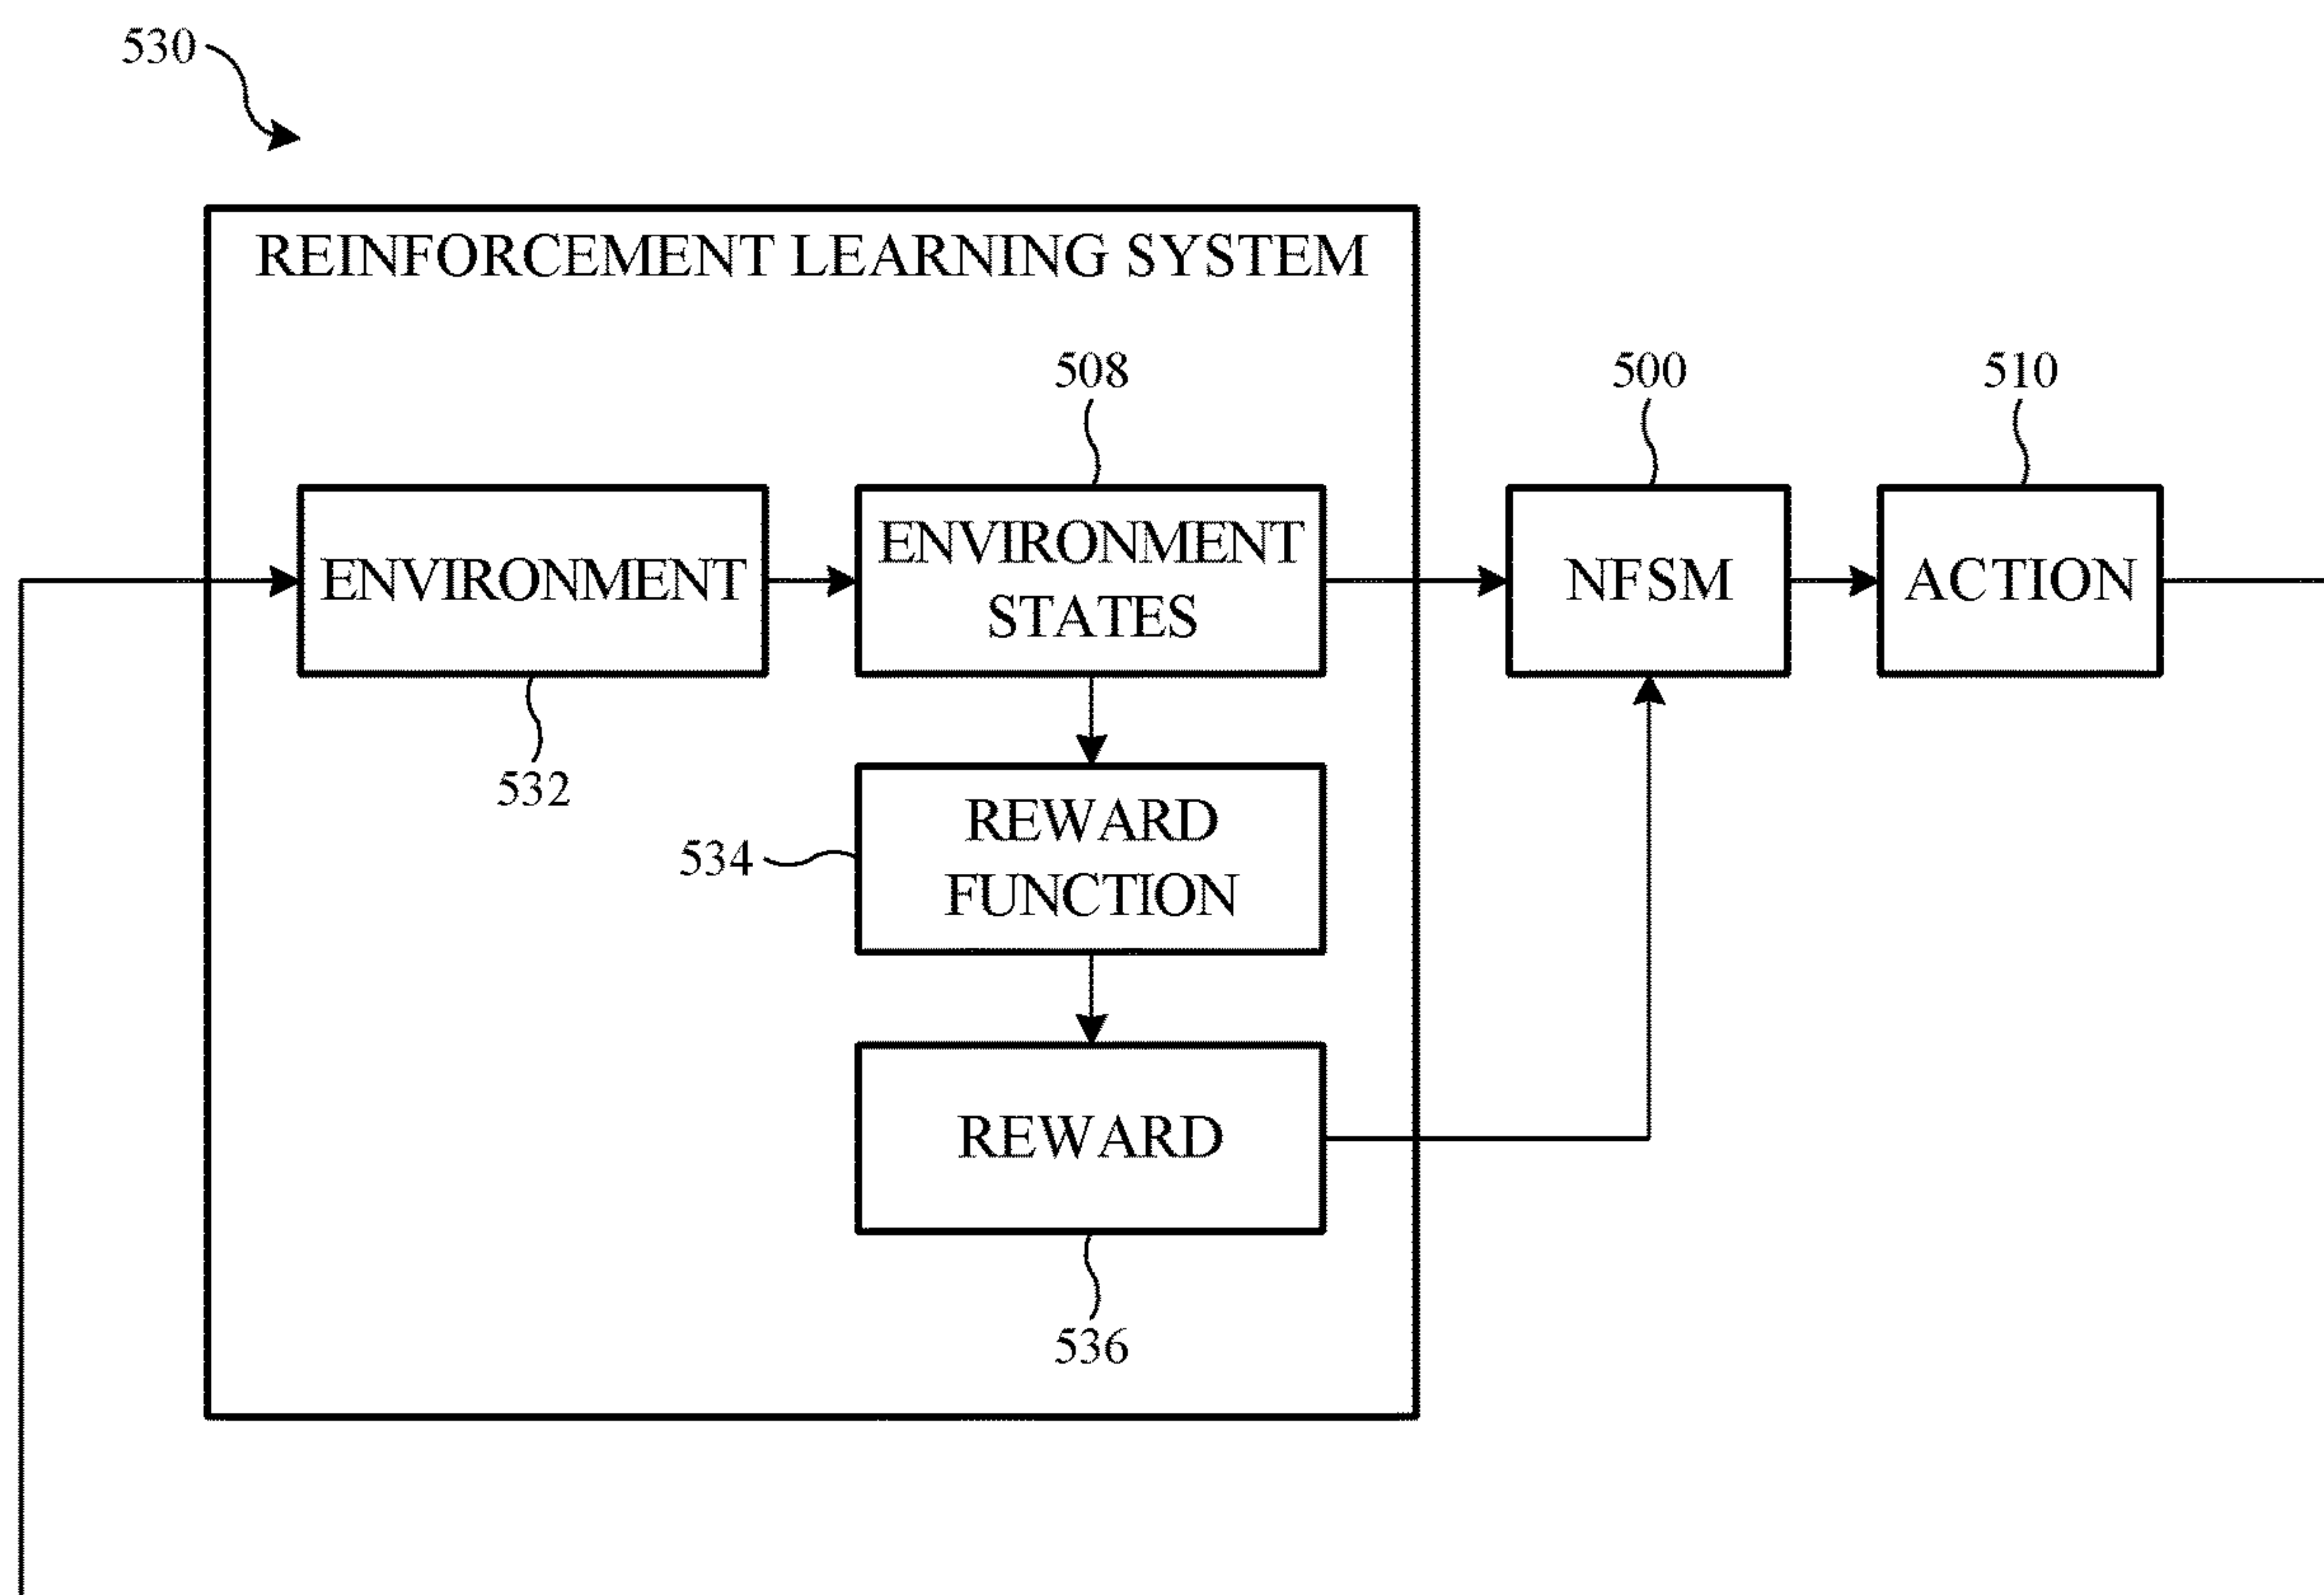 530
REINFORCEMENT LEARNING SYSTEM
508
500
510
ENVIRONMENT
ENVIRONMENT
STATES
NFSM
ACTION
532
534
REWARD
FUNCTION
REWARD
536